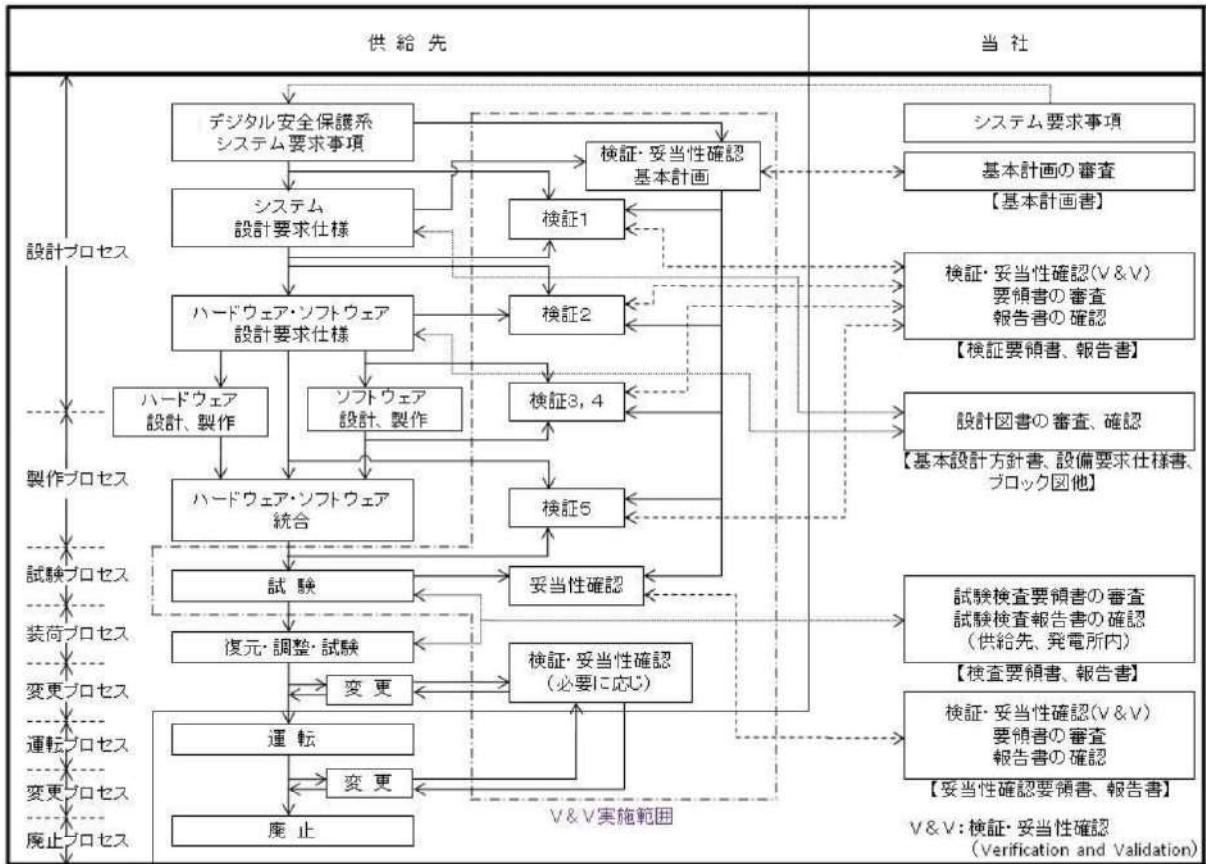 供給先
当社
設計プロセス
製作プロセス
試験プロセス
装荷プロセス
変更プロセス
運転プロセス
変更プロセス
廃止プロセス
デジタル安全保護系
システム要求事項
システム
設計要求仕様
ハードウェア・ソフトウェア
設計要求仕様
ハードウェア
設計、製作
ソフトウェア
設計、製作
ハードウェア・ソフトウェア
統合
試験
復元・調整・試験
変更
運転
変更
廃止
検証・妥当性確認
基本計画
検証1
検証2
検証3，4
検証5
妥当性確認
検証・妥当性確認
(必要に応じ)
V&V実施範囲
システム要求事項
基本計画の審査
【基本計画書】
検証・妥当性確認(V&V)
要領書の審査
報告書の確認
【検証要領書、報告書】
設計図書の審査、確認
【基本設計方針書、設備要求仕様書、
ブロック図他】
試験検査要領書の審査
試験検査報告書の確認
(供給先、発電所内)
【検査要領書、報告書】
検証・妥当性確認(V&V)
要領書の審査
報告書の確認
【妥当性確認要領書、報告書】
V&V：検証・妥当性確認
(Verification and Validation)